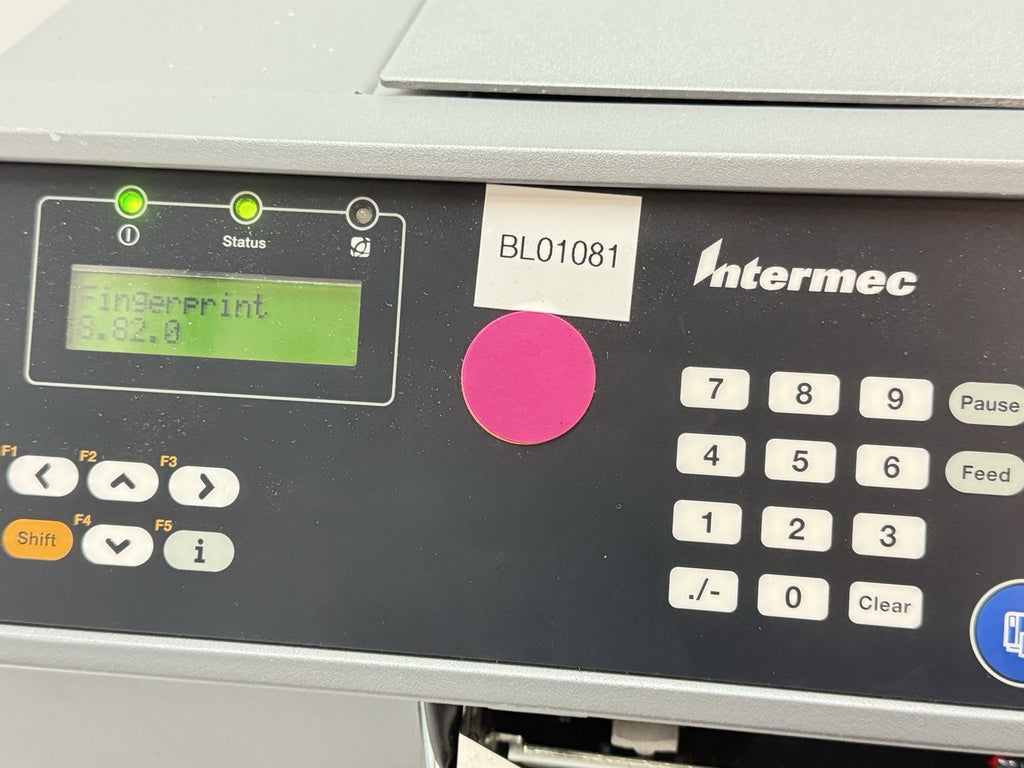 Status
Fingerprint
8.82.0
BL01081
Intermec
7 8 9 Pause
4 5 6 Feed
1 2 3
./- 0 Clear
F1 F2 F3
Shift F4 F5 i